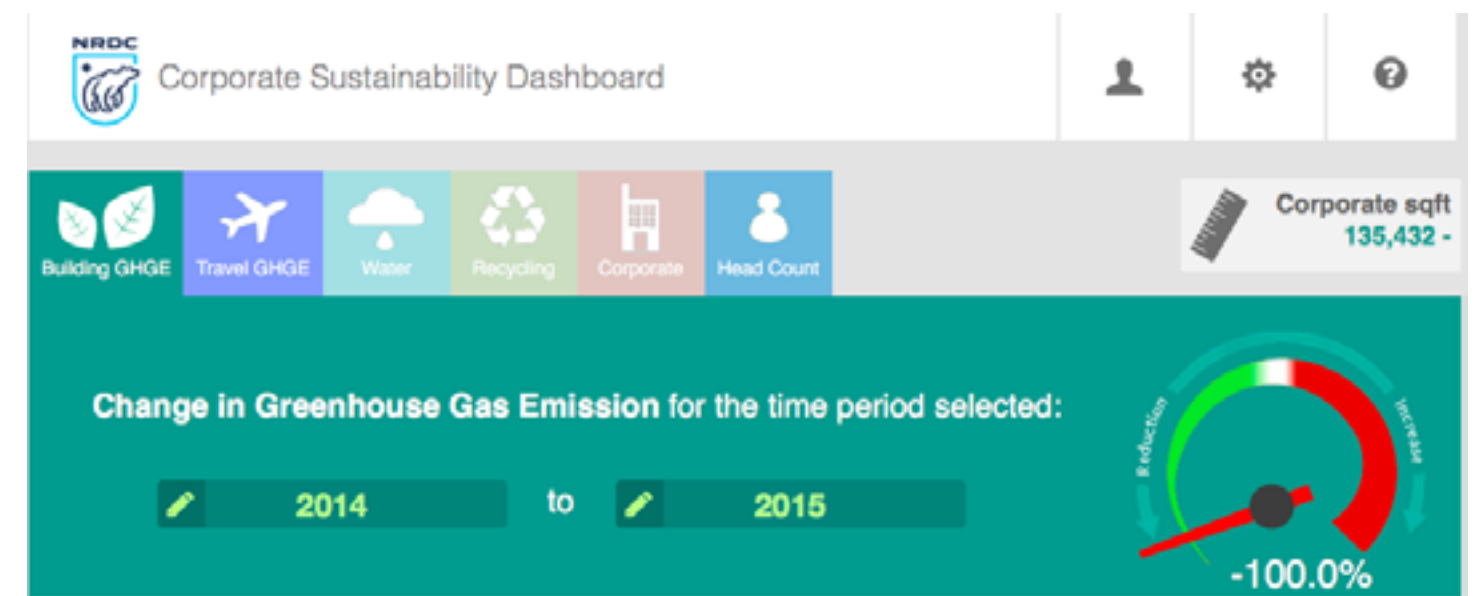 NRDC
Corporate Sustainability Dashboard
Building GHGE
Travel GHGE
Water
Recycling
Corporate
Head Count
Corporate sqft
135,432 -
Change in Greenhouse Gas Emission for the time period selected:
2014 to 2015
Reduction
Increase
-100.0%